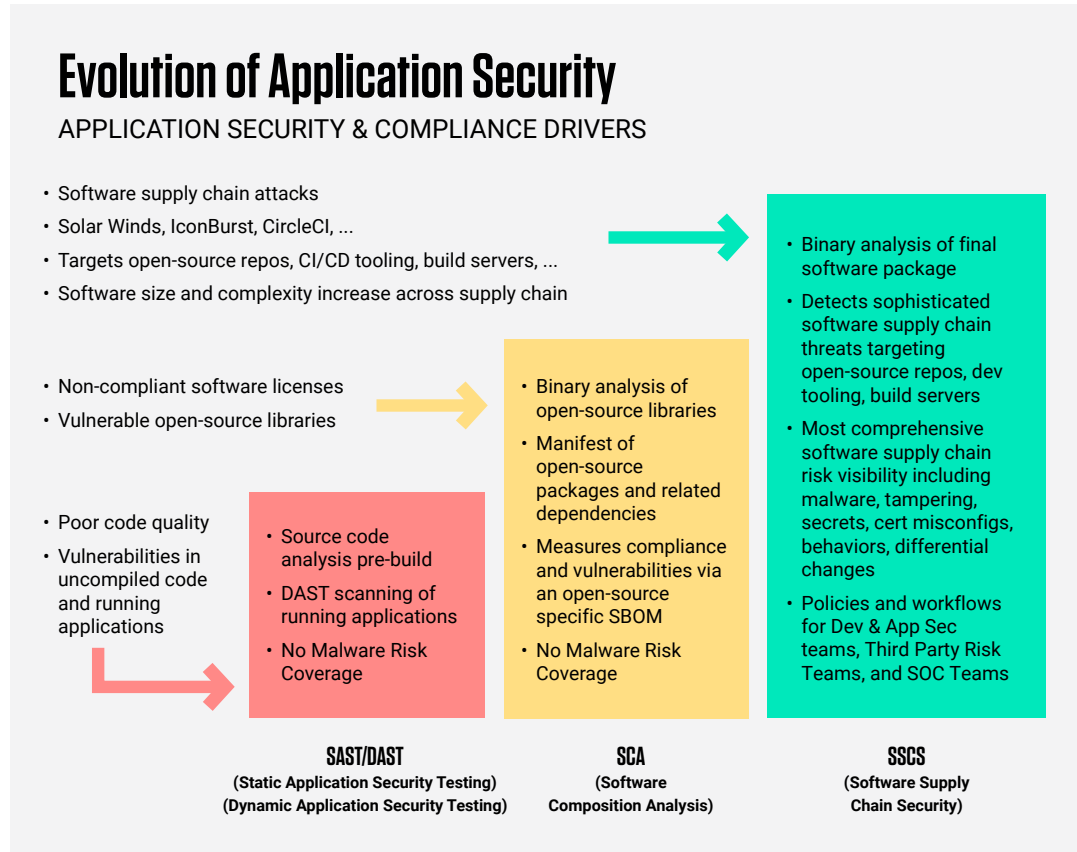 Evolution of Application Security
APPLICATION SECURITY & COMPLIANCE DRIVERS
• Software supply chain attacks
• Solar Winds, IconBurst, CircleCI, ...
• Targets open-source repos, CI/CD tooling, build servers, ...
• Software size and complexity increase across supply chain
• Non-compliant software licenses
• Vulnerable open-source libraries
• Poor code quality
• Vulnerabilities in
uncompiled code
and running
applications
• Source code
analysis pre-build
• DAST scanning of
running applications
• No Malware Risk
Coverage
• Binary analysis of
open-source libraries
• Manifest of
open-source
packages and related
dependencies
• Measures compliance
and vulnerabilities via
an open-source
specific SBOM
• No Malware Risk
Coverage
• Binary analysis of final
software package
• Detects sophisticated
software supply chain
threats targeting
open-source repos, dev
tooling, build servers
• Most comprehensive
software supply chain
risk visibility including
malware, tampering,
secrets, cert misconfigs,
behaviors, differential
changes
• Policies and workflows
for Dev & App Sec
teams, Third Party Risk
Teams, and SOC Teams
SAST/DAST
(Static Application Security Testing)
(Dynamic Application Security Testing)
SCA
(Software
Composition Analysis)
SSCS
(Software Supply
Chain Security)